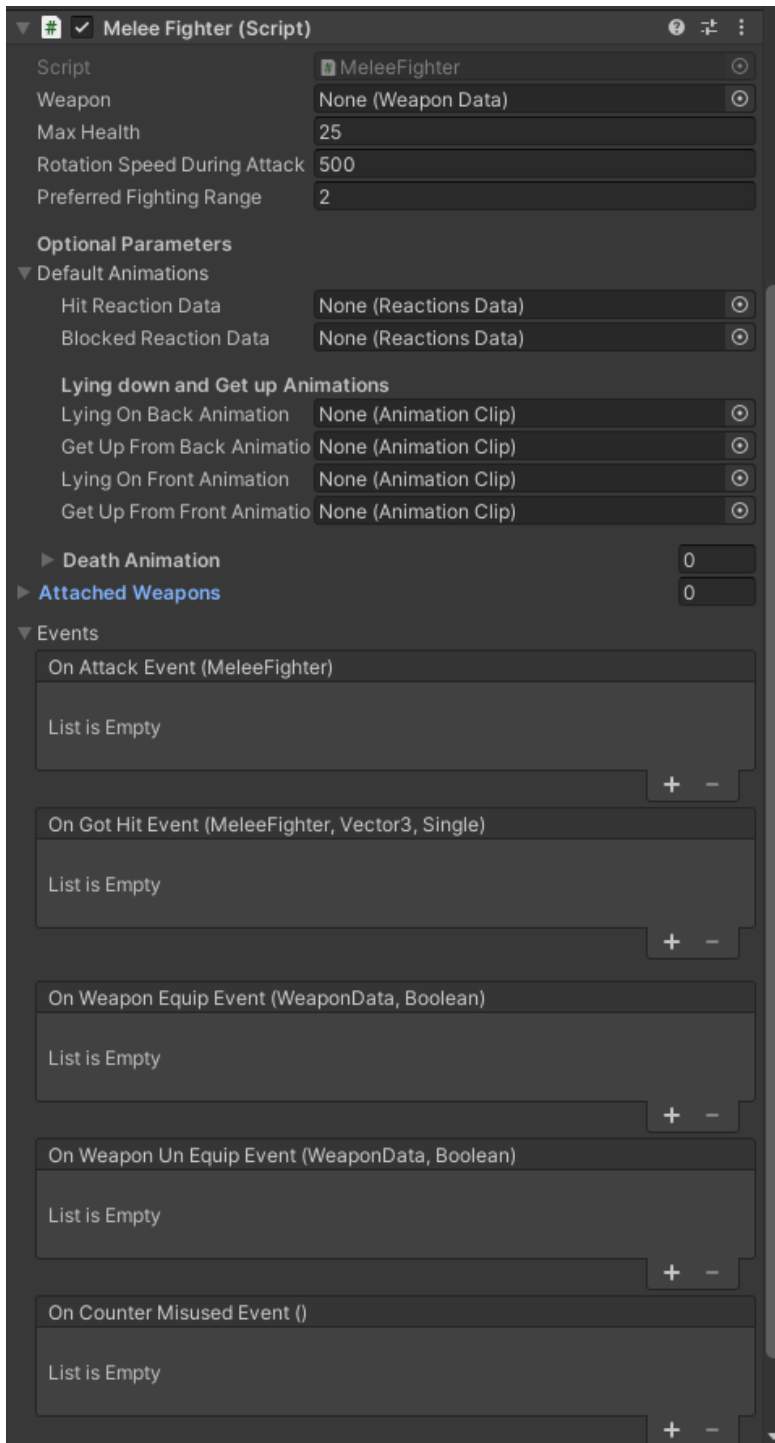 Melee Fighter (Script)
Script MeleeFighter
Weapon None (Weapon Data)
Max Health 25
Rotation Speed During Attack 500
Preferred Fighting Range 2
Optional Parameters
Default Animations
Hit Reaction Data None (Reactions Data)
Blocked Reaction Data None (Reactions Data)
Lying down and Get up Animations
Lying On Back Animation None (Animation Clip)
Get Up From Back Animatio None (Animation Clip)
Lying On Front Animation None (Animation Clip)
Get Up From Front Animatio None (Animation Clip)
Death Animation 0
Attached Weapons 0
Events
On Attack Event (MeleeFighter)
List is Empty
+ −
On Got Hit Event (MeleeFighter, Vector3, Single)
List is Empty
+ −
On Weapon Equip Event (WeaponData, Boolean)
List is Empty
+ −
On Weapon Un Equip Event (WeaponData, Boolean)
List is Empty
+ −
On Counter Misused Event ()
List is Empty
+ −